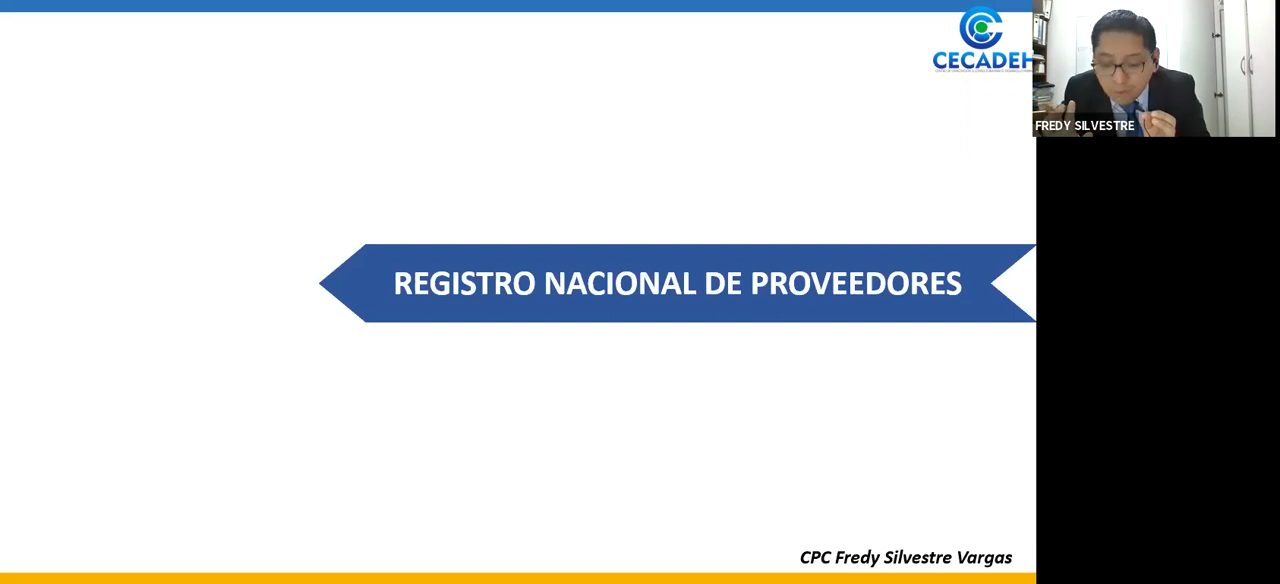 CECADEH
FREDY SILVESTRE
REGISTRO NACIONAL DE PROVEEDORES
CPC Fredy Silvestre Vargas